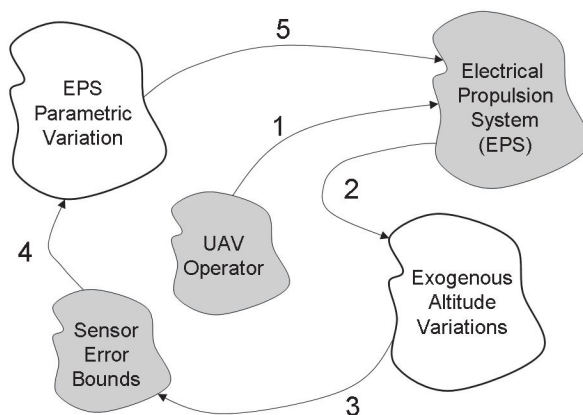 EPS
Parametric
Variation
5
Electrical
Propulsion
System
(EPS)
1
2
UAV
Operator
4
Exogenous
Altitude
Variations
Sensor
Error
Bounds
3